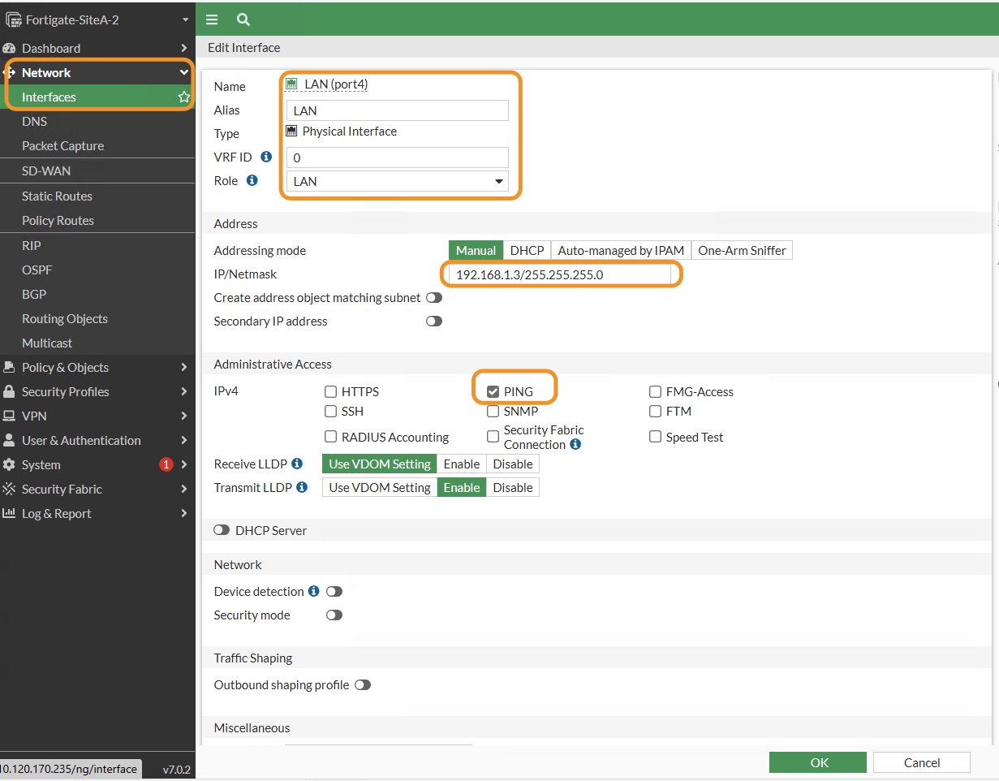 Fortigate-SiteA-2
Dashboard
Network
Interfaces
DNS
Packet Capture
SD-WAN
Static Routes
Policy Routes
RIP
OSPF
BGP
Routing Objects
Multicast
Policy & Objects
Security Profiles
VPN
User & Authentication
System 1
Security Fabric
Log & Report
10.120.170.235/ng/interface v7.0.2
Edit Interface
Name LAN (port4)
Alias LAN
Type Physical Interface
VRF ID 0
Role LAN
Address
Addressing mode Manual DHCP Auto-managed by IPAM One-Arm Sniffer
IP/Netmask 192.168.1.3/255.255.255.0
Create address object matching subnet
Secondary IP address
Administrative Access
IPv4 HTTPS PING FMG-Access
SSH SNMP FTM
RADIUS Accounting Security Fabric Connection Speed Test
Receive LLDP Use VDOM Setting Enable Disable
Transmit LLDP Use VDOM Setting Enable Disable
DHCP Server
Network
Device detection
Security mode
Traffic Shaping
Outbound shaping profile
Miscellaneous
OK Cancel